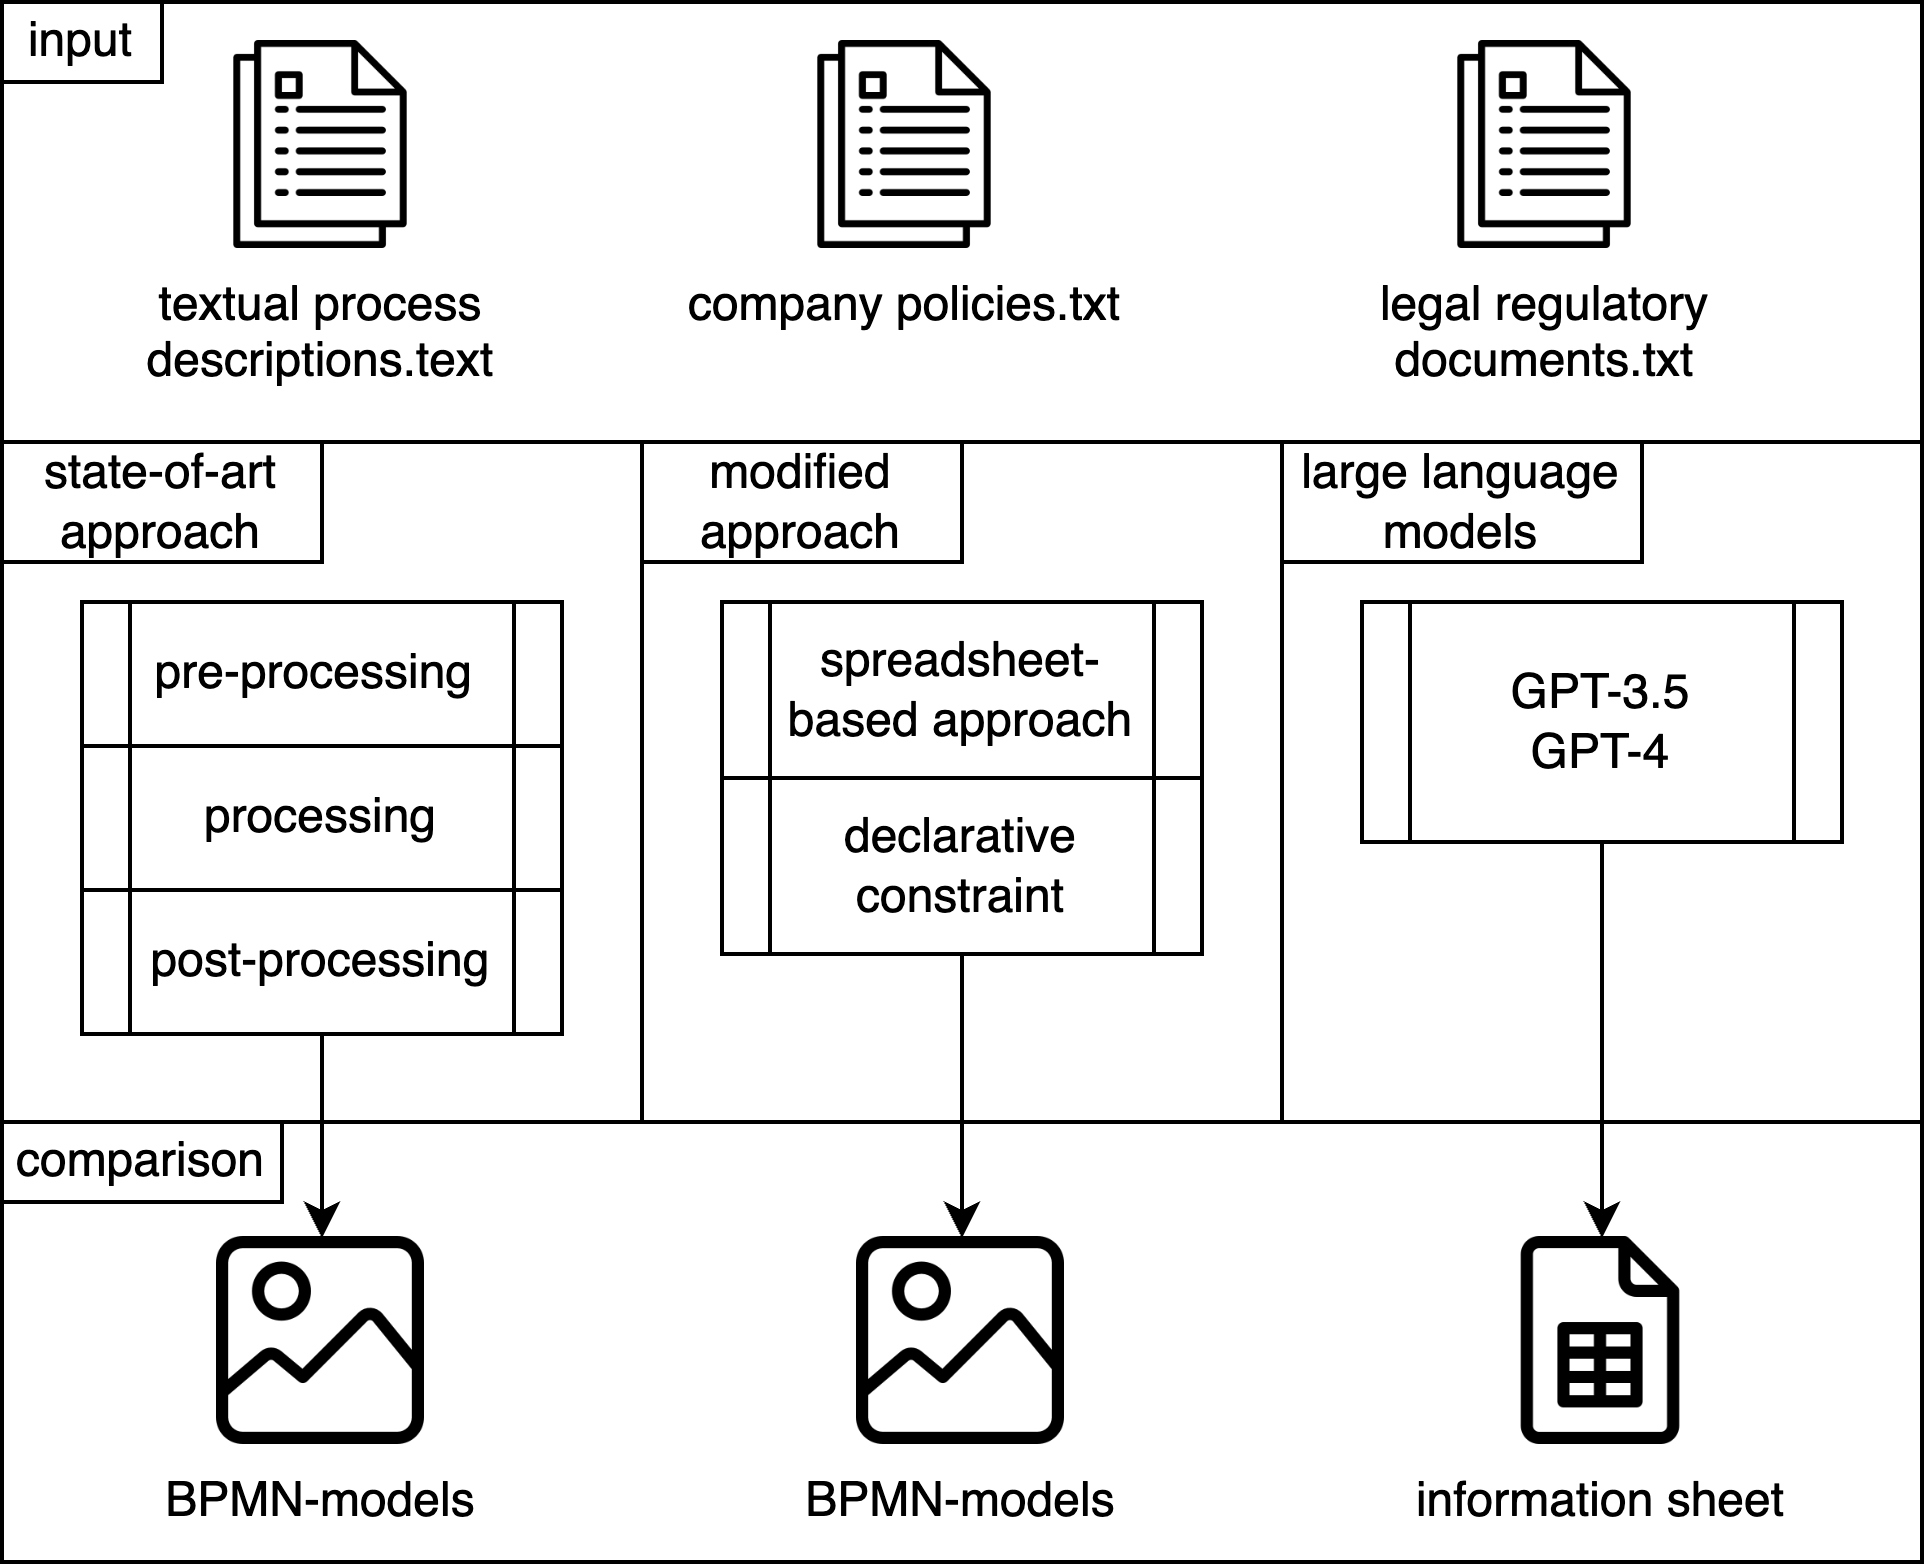 input
textual process
descriptions.text
company policies.txt
legal regulatory
documents.txt
state-of-art
approach
pre-processing
processing
post-processing
modified
approach
spreadsheet-
based approach
declarative
constraint
large language
models
GPT-3.5
GPT-4
comparison
BPMN-models
BPMN-models
information sheet